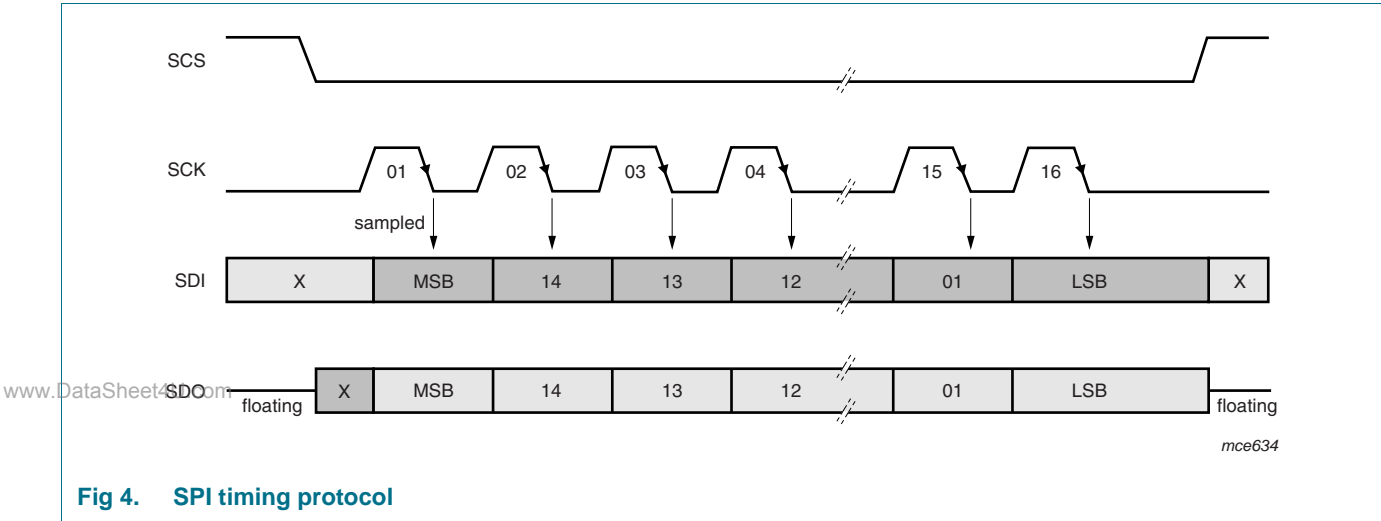 SCS
SCK 01 02 03 04 15 16
sampled
SDI X MSB 14 13 12 01 LSB X
www.DataSheet4U.com
SDO floating X MSB 14 13 12 01 LSB floating
mce634
Fig 4. SPI timing protocol